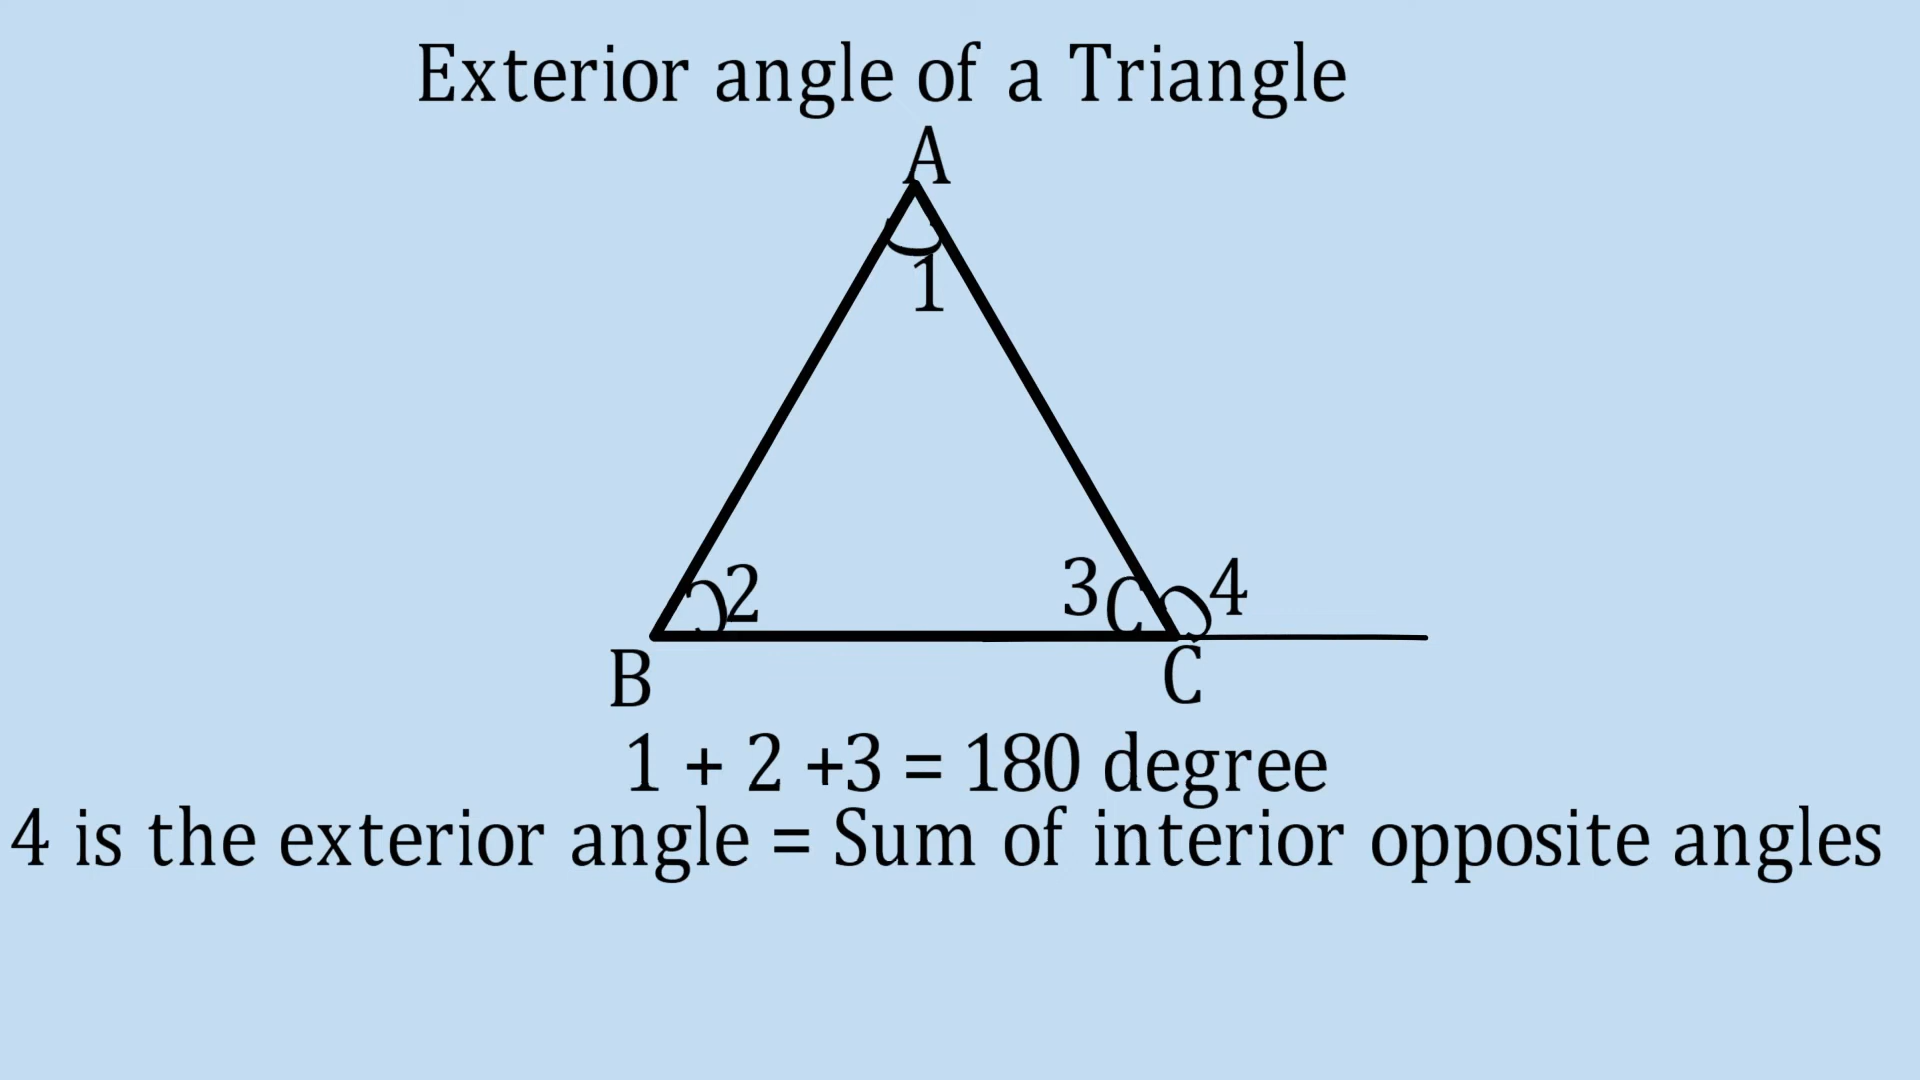 Exterior angle of a Triangle
A
1
2
3
4
B
C
1 + 2 +3 = 180 degree
4 is the exterior angle = Sum of interior opposite angles